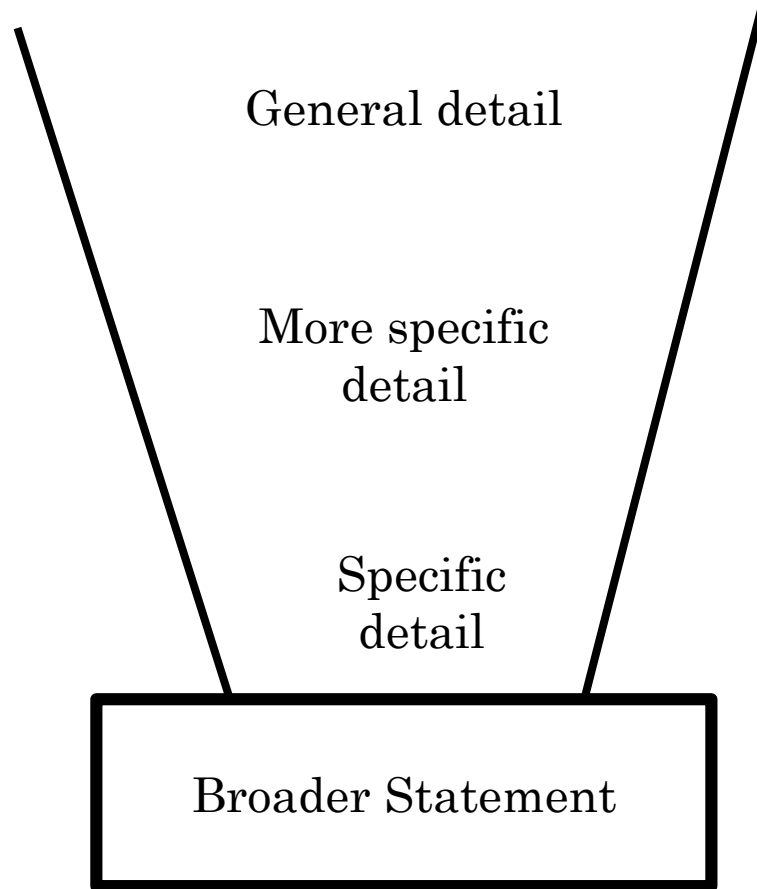 General detail
More specific
detail
Specific
detail
Broader Statement